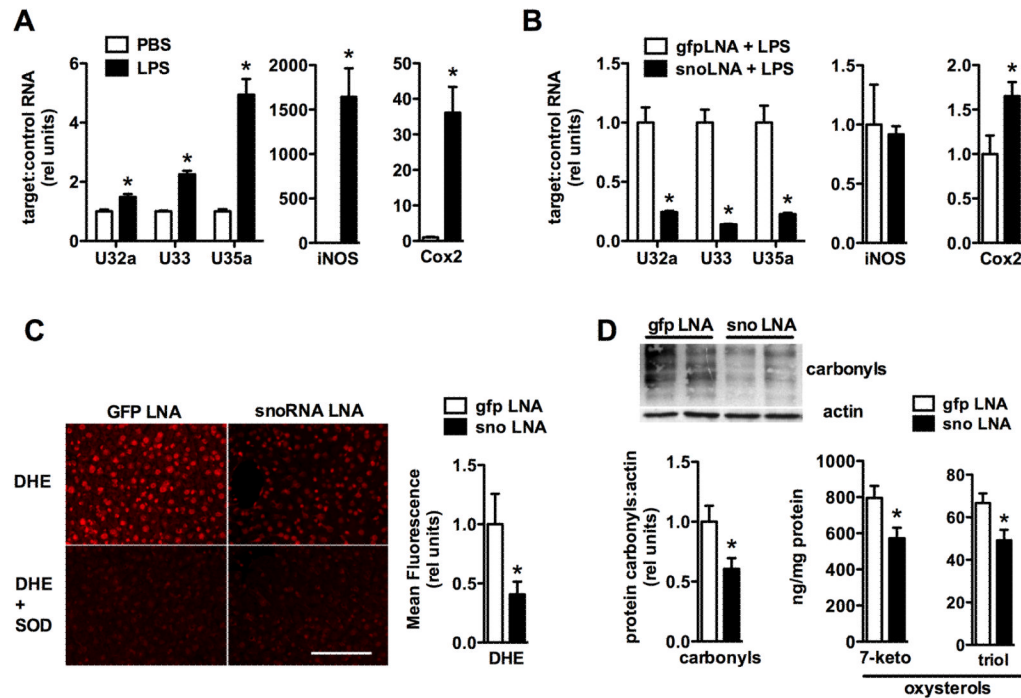 A
PBS
LPS
target:control RNA
(rel units)
6
4
2
0
*
*
*
U32a U33 U35a
2000
1500
1000
500
0
*
iNOS
50
40
30
20
10
0
*
Cox2
B
gfpLNA + LPS
snoLNA + LPS
target:control RNA
(rel units)
1.5
1.0
0.5
0.0
*
*
*
U32a U33 U35a
1.5
1.0
0.5
0.0
iNOS
2.0
1.5
1.0
0.5
0.0
*
Cox2
C
GFP LNA snoRNA LNA
DHE
DHE
+
SOD
gfp LNA
sno LNA
Mean Fluorescence
(rel units)
1.5
1.0
0.5
0.0
*
DHE
D
gfp LNA sno LNA
carbonyls
actin
gfp LNA
sno LNA
protein carbonyls:actin
(rel units)
1.5
1.0
0.5
0.0
*
carbonyls
ng/mg protein
1000
800
600
400
200
0
*
7-keto
80
60
40
20
0
*
triol
oxysterols